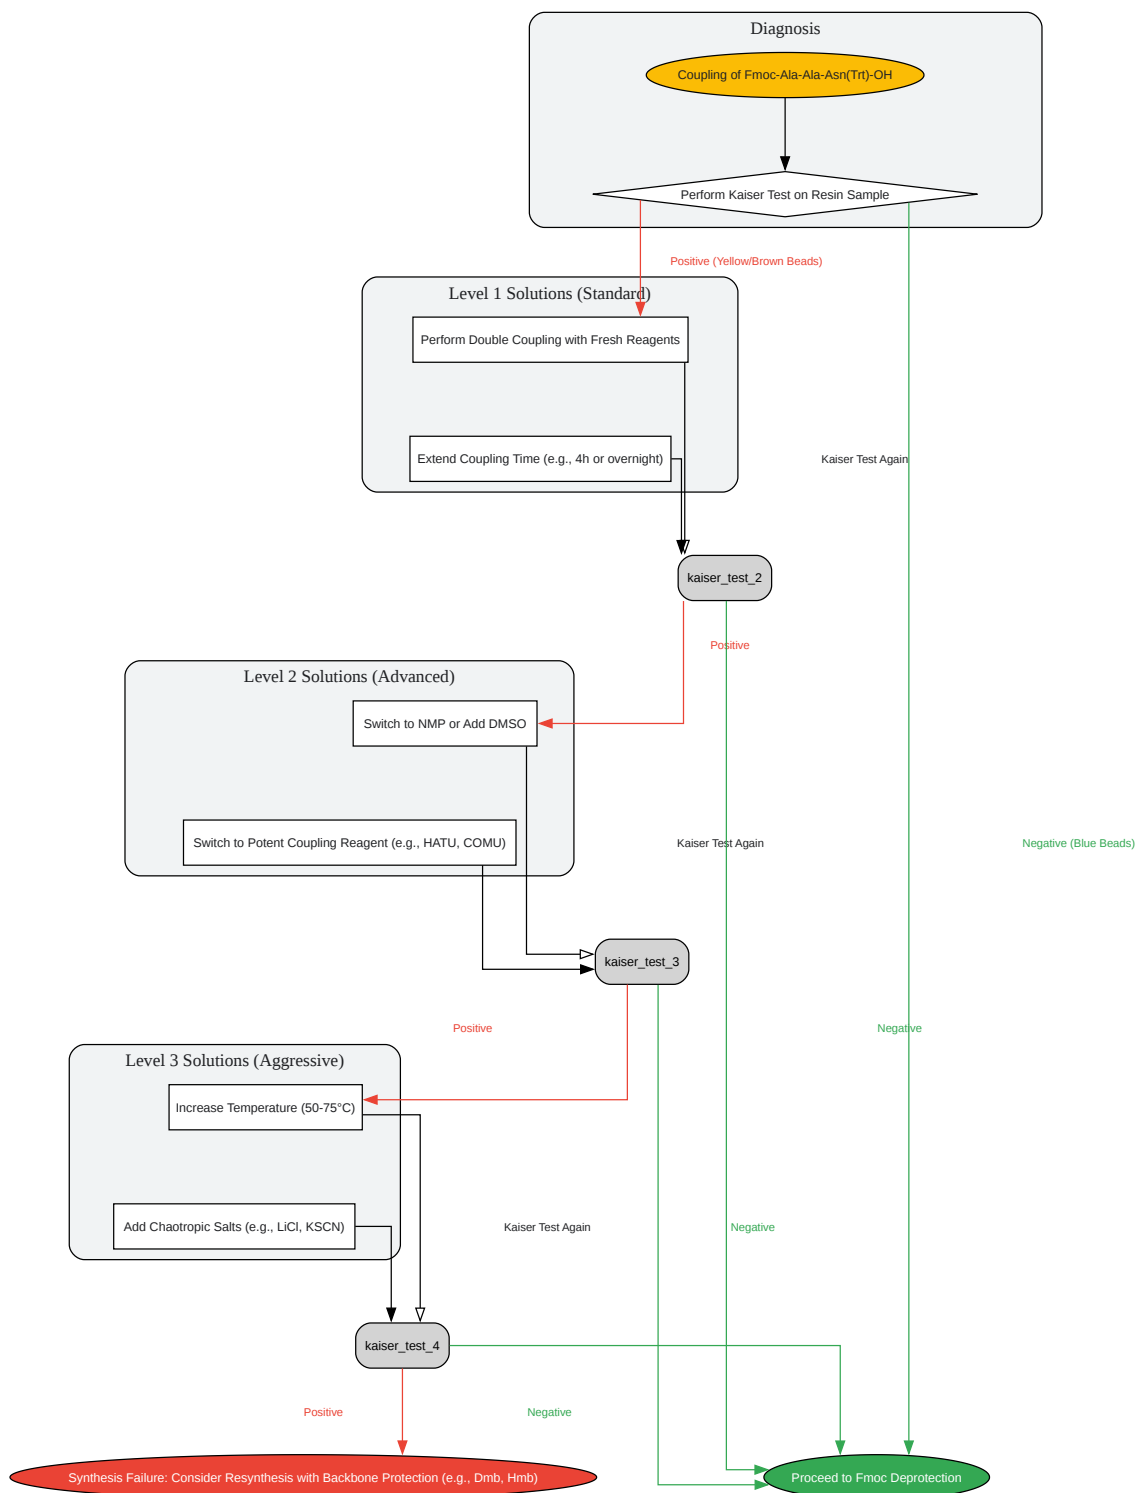 Diagnosis
Coupling of Fmoc-Ala-Ala-Asn(Trt)-OH
Perform Kaiser Test on Resin Sample
Positive (Yellow/Brown Beads)
Level 1 Solutions (Standard)
Perform Double Coupling with Fresh Reagents
Extend Coupling Time (e.g., 4h or overnight)
Kaiser Test Again
kaiser_test_2
Positive
Level 2 Solutions (Advanced)
Switch to NMP or Add DMSO
Switch to Potent Coupling Reagent (e.g., HATU, COMU)
Kaiser Test Again
Negative (Blue Beads)
kaiser_test_3
Positive
Negative
Level 3 Solutions (Aggressive)
Increase Temperature (50-75°C)
Add Chaotropic Salts (e.g., LiCl, KSCN)
Kaiser Test Again
Negative
kaiser_test_4
Positive
Negative
Synthesis Failure: Consider Resynthesis with Backbone Protection (e.g., Dmb, Hmb)
Proceed to Fmoc Deprotection